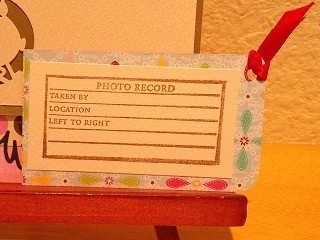 PHOTO RECORD
TAKEN BY
LOCATION
LEFT TO RIGHT